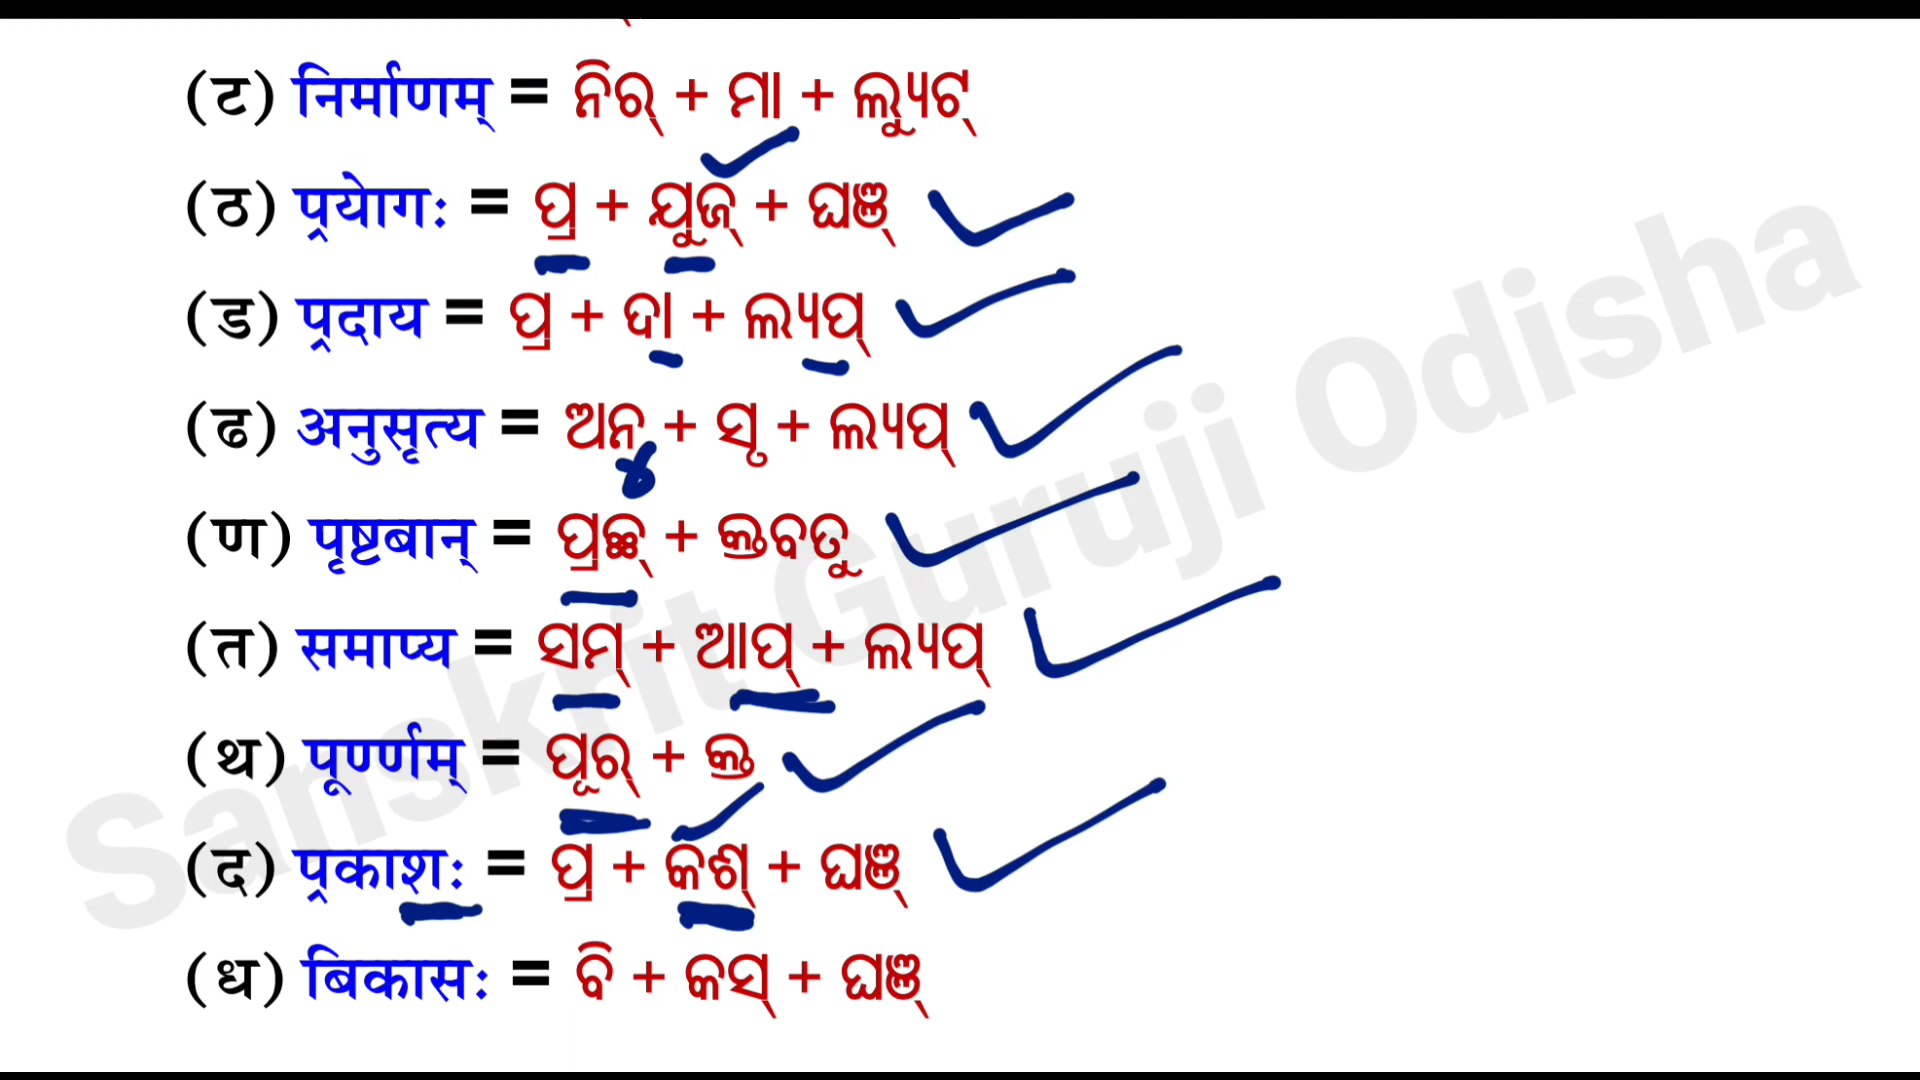 (ट) निर्माणम् = ନିର୍ + ମା + ଲ୍ୟୁଟ୍
(ठ) प्रयोगः = ପ୍ର + ଯୁଜ୍ + ଘଞ୍
(ड) प्रदाय = ପ୍ର + ଦା + ଲ୍ୟପ୍
(ढ) अनुसृत्य = ଅନ + ସୃ + ଲ୍ୟପ୍
(ण) पृष्टबान् = ପ୍ରଚ୍ଛ୍ + କ୍ତବତୁ
(त) समाप्य = ସମ୍ + ଆପ୍ + ଲ୍ୟପ୍
(थ) पूर्ण्णम् = ପୂର୍ + କ୍ତ
(द) प्रकाशः = ପ୍ର + କଶ୍ + ଘଞ୍
(ध) बिकासः = ବି + କସ୍ + ଘଞ୍
Sanskrit Guruji Odisha